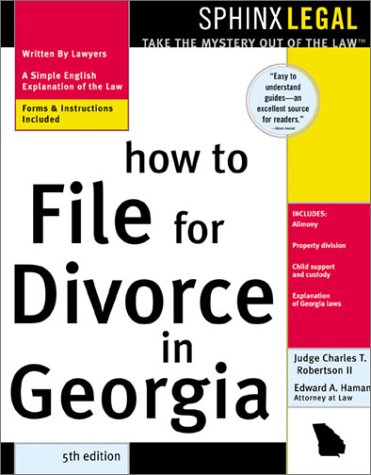 SPHINX LEGAL
TAKE THE MYSTERY OUT OF THE LAW™
Written By Lawyers
A Simple English
Explanation of the Law
Forms & Instructions
Included
"Easy to
understand
guides—an
excellent source
for readers."
how to
File for
Divorce
in
Georgia
INCLUDES:
Alimony
Property division
Child support
and custody
Explanation
of Georgia laws
Judge Charles T.
Robertson II
Edward A. Haman
Attorney at Law
5th edition